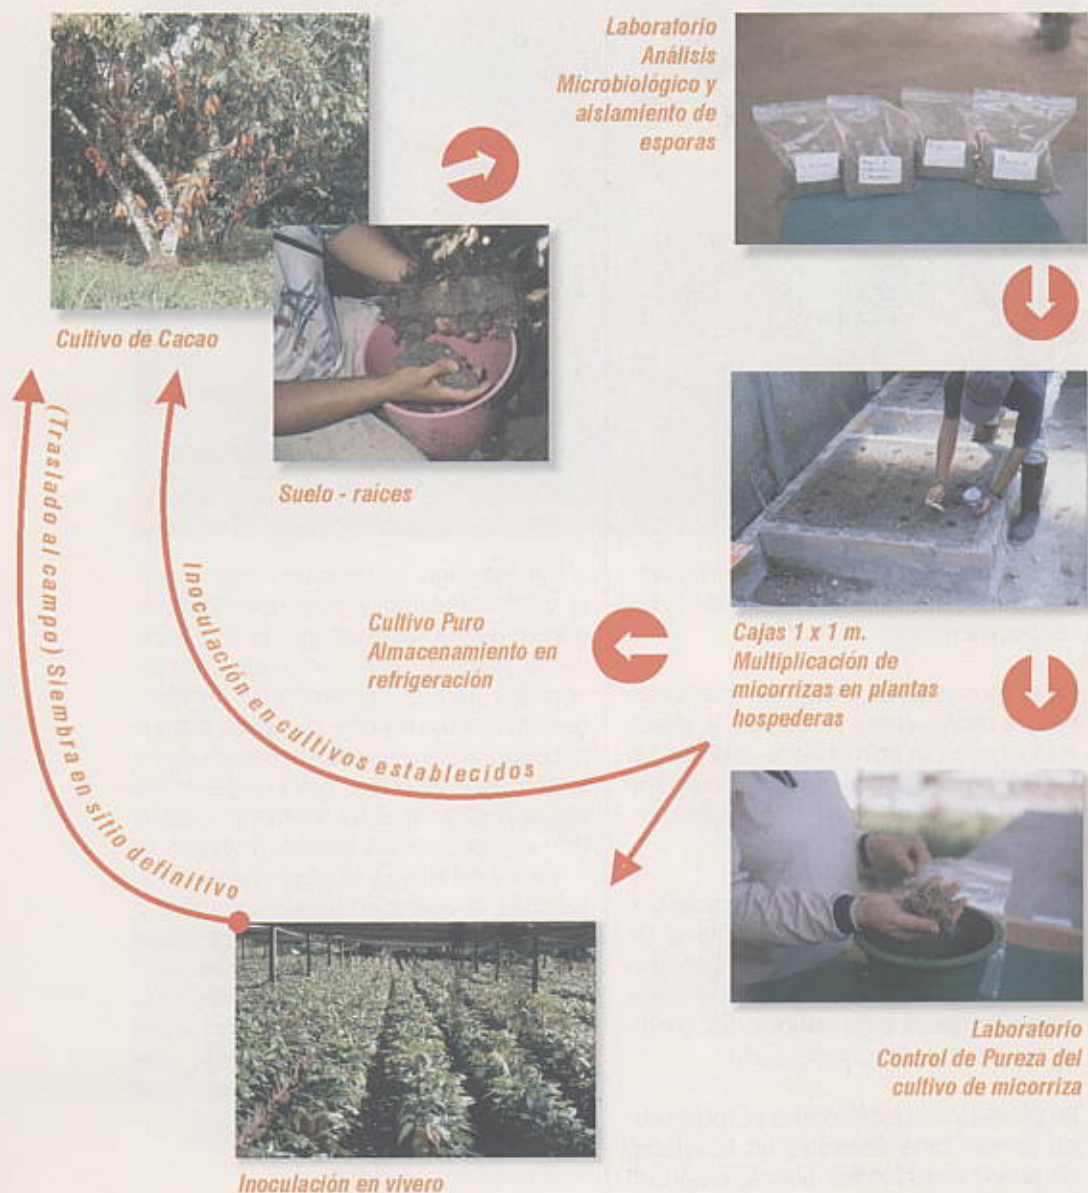 Laboratorio
Análisis
Microbiológico y
aislamiento de
esporas
Cultivo de Cacao
Suelo - raíces
(Traslado al campo) Siembra en sitio definitivo
Inoculación en cultivos establecidos
Cultivo Puro
Almacenamiento en
refrigeración
Cajas 1 x 1 m.
Multiplicación de
micorrizas en plantas
hospederas
Laboratorio
Control de Pureza del
cultivo de micorriza
Inoculación en vivero